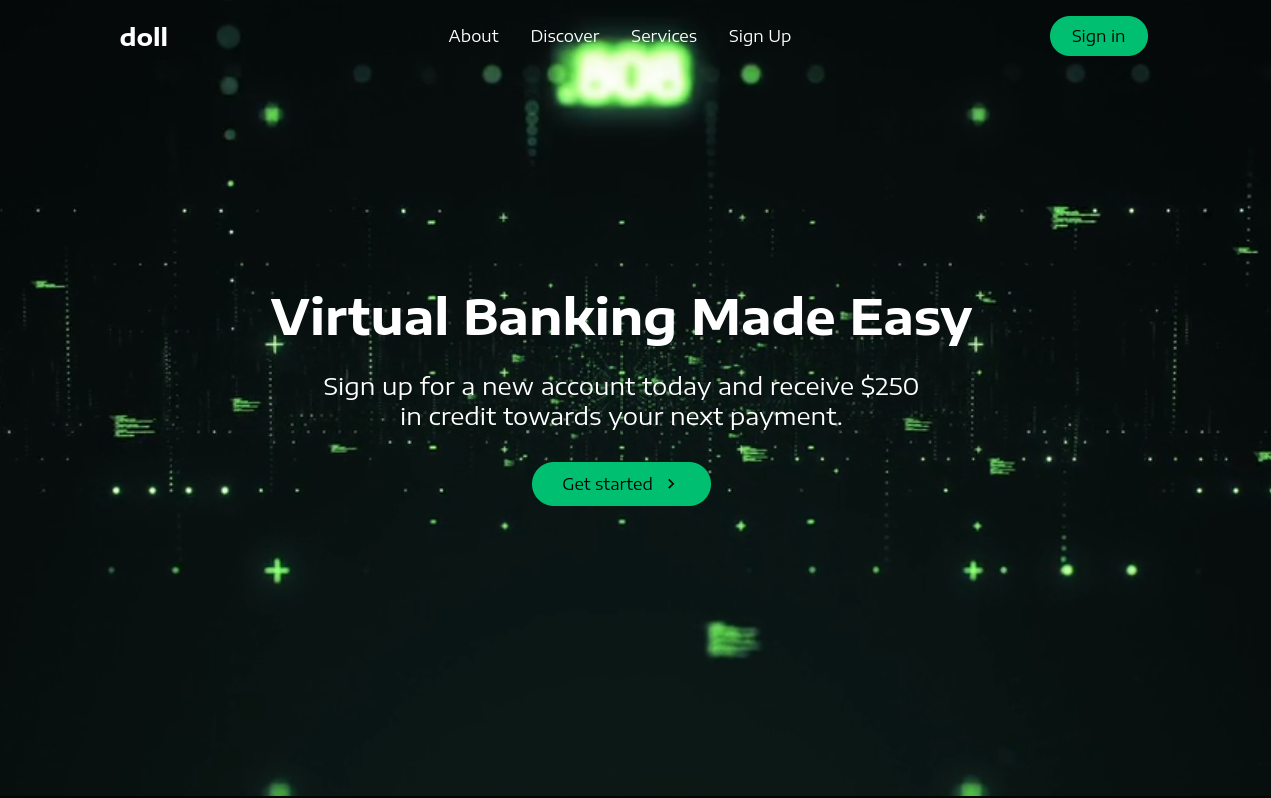 doll
About
Discover
Services
Sign Up
Sign in
Virtual Banking Made Easy
Sign up for a new account today and receive $250
in credit towards your next payment.
Get started